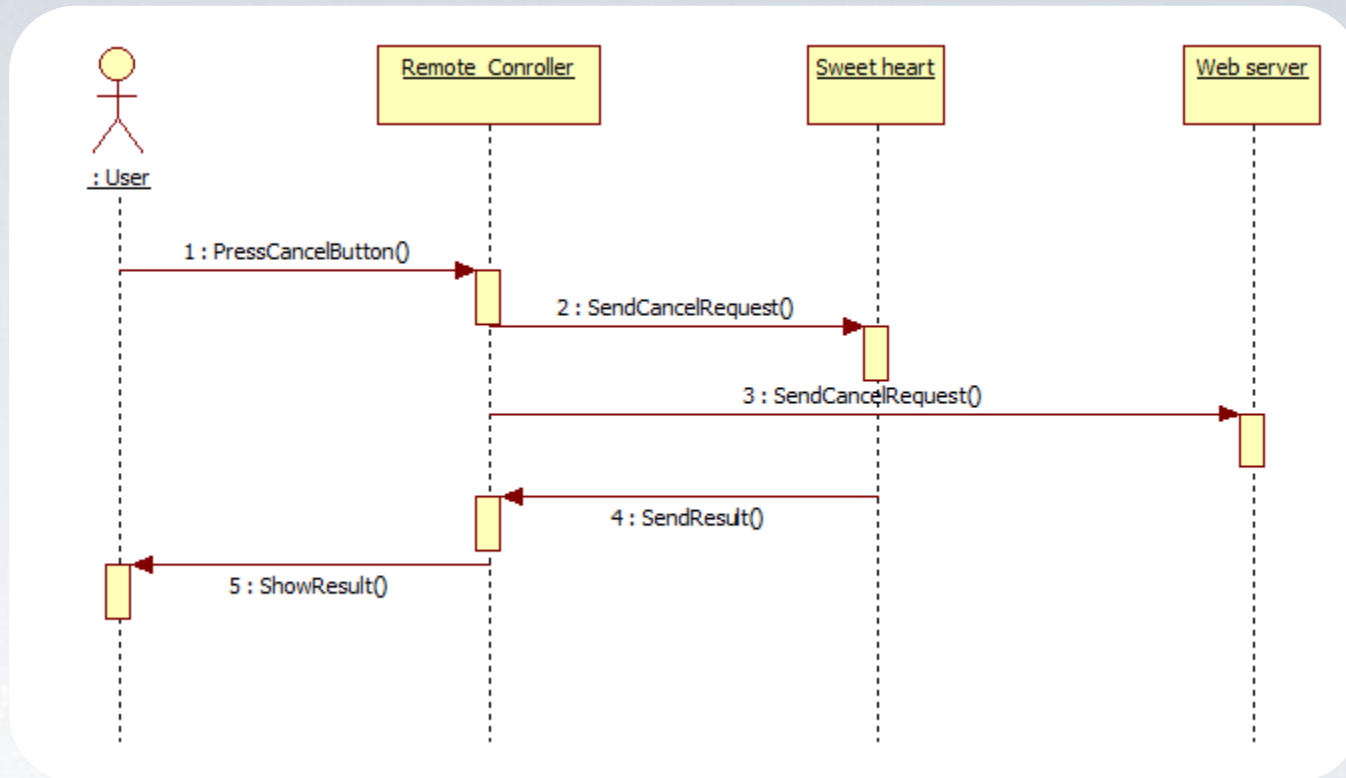 Remote_Conroller
Sweet heart
Web server
: User
1 : PressCancelButton()
2 : SendCancelRequest()
3 : SendCancelRequest()
4 : SendResult()
5 : ShowResult()